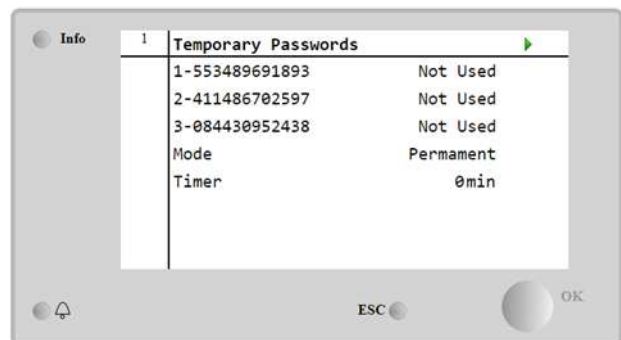 Info
1 Temporary Passwords
1-553489691893 Not Used
2-411486702597 Not Used
3-084430952438 Not Used
Mode Permament
Timer 0min
ESC
OK